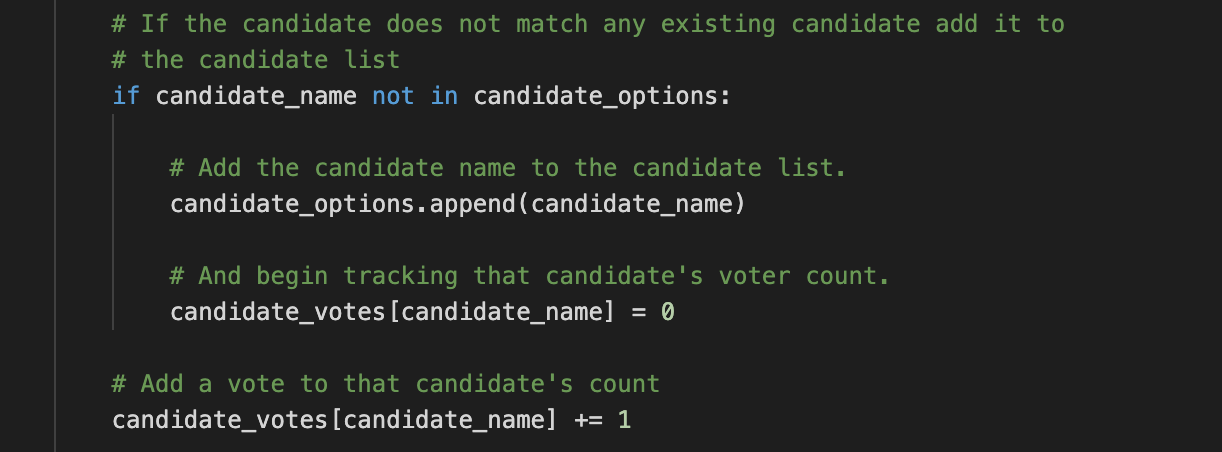 # If the candidate does not match any existing candidate add it to
# the candidate list
if candidate_name not in candidate_options:
# Add the candidate name to the candidate list.
candidate_options.append(candidate_name)
# And begin tracking that candidate's voter count.
candidate_votes[candidate_name] = 0
# Add a vote to that candidate's count
candidate_votes[candidate_name] += 1